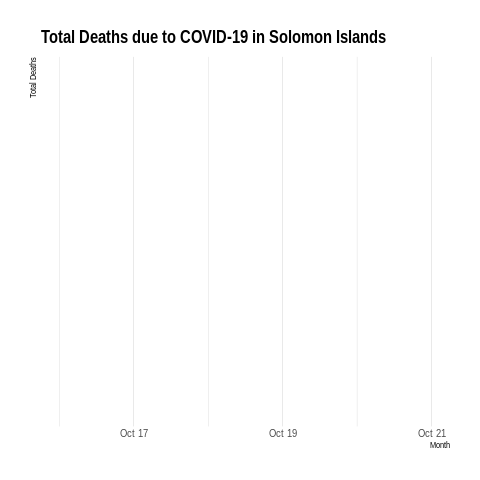 Total Deaths due to COVID-19 in Solomon Islands
Total Deaths
Oct 17 Oct 19 Oct 21
Month